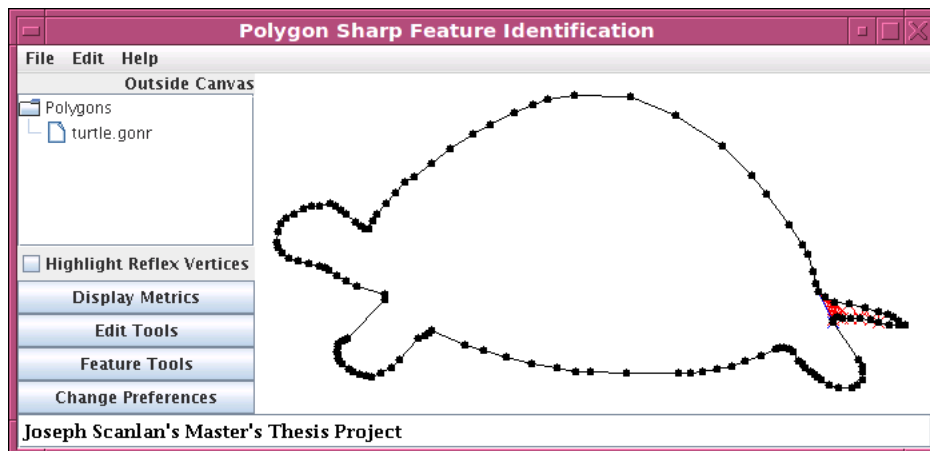 Polygon Sharp Feature Identification
File Edit Help
Outside Canvas
Polygons
turtle.gonr
Highlight Reflex Vertices
Display Metrics
Edit Tools
Feature Tools
Change Preferences
Joseph Scanlan's Master's Thesis Project